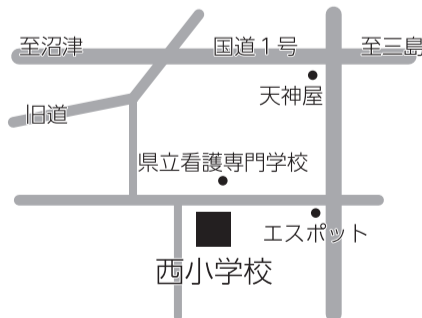 至沼津
国道１号
至三島
天神屋
旧道
県立看護専門学校
エスポット
西小学校